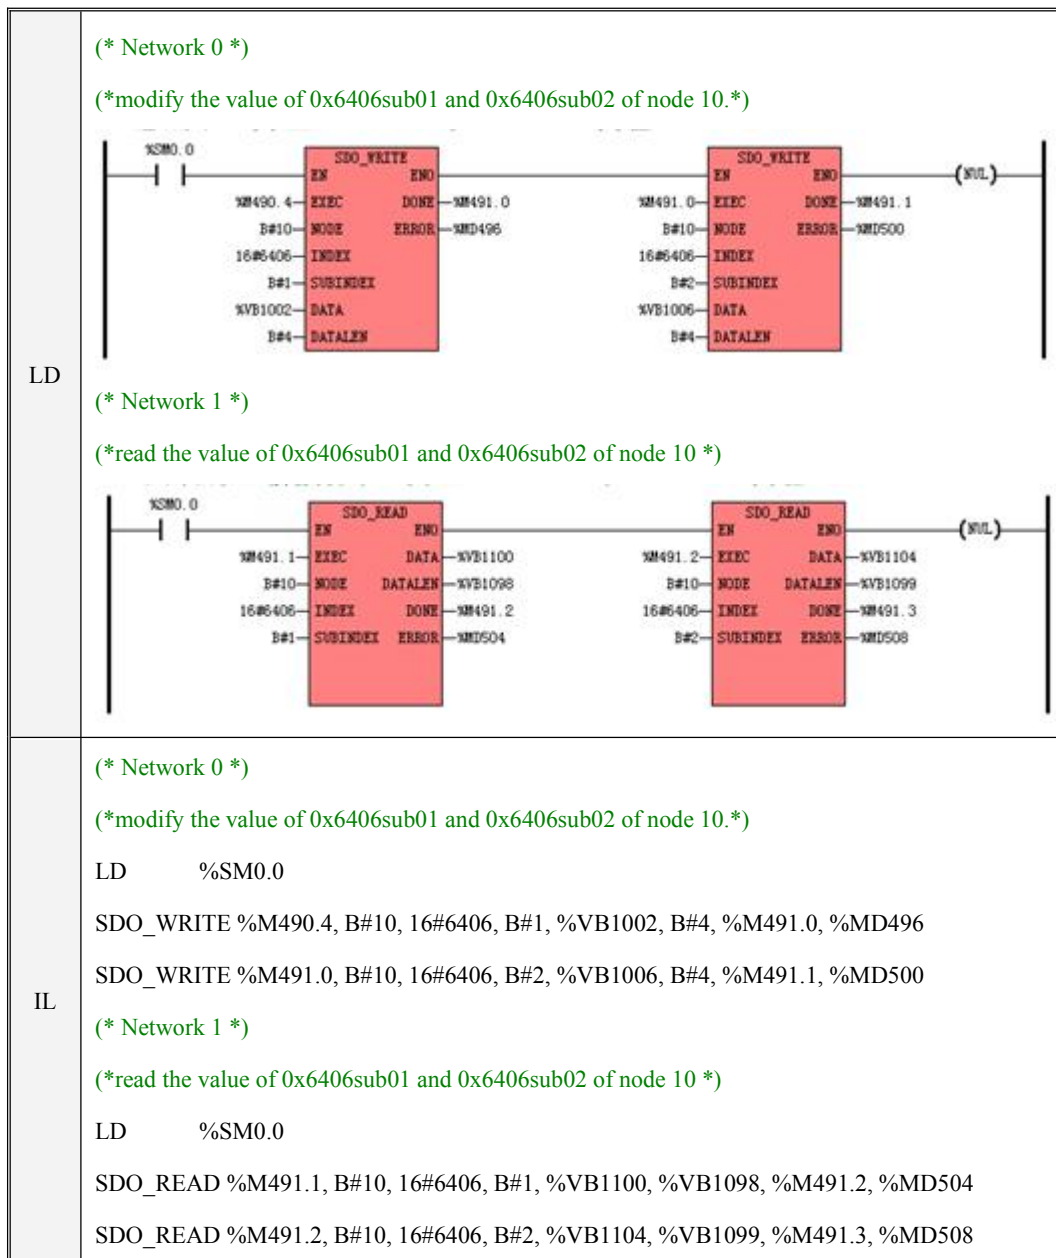 (* Network 0 *)
(*modify the value of 0x6406sub01 and 0x6406sub02 of node 10.*)
%SM0.0
SDO_WRITE SDO_WRITE
EN ENO EN ENO (NUL)
%M490.4 EXEC DONE %M491.0 %M491.0 EXEC DONE %M491.1
B#10 NODE ERROR %MD496 B#10 NODE ERROR %MD500
16#6406 INDEX 16#6406 INDEX
B#1 SUBINDEX B#2 SUBINDEX
%VB1002 DATA %VB1006 DATA
B#4 DATALEN B#4 DATALEN
LD
(* Network 1 *)
(*read the value of 0x6406sub01 and 0x6406sub02 of node 10 *)
%SM0.0
SDO_READ SDO_READ
EN ENO EN ENO (NUL)
%M491.1 EXEC DATA %VB1100 %M491.2 EXEC DATA %VB1104
B#10 NODE DATALEN %VB1098 B#10 NODE DATALEN %VB1099
16#6406 INDEX DONE %M491.2 16#6406 INDEX DONE %M491.3
B#1 SUBINDEX ERROR %MD504 B#2 SUBINDEX ERROR %MD508
IL
(* Network 0 *)
(*modify the value of 0x6406sub01 and 0x6406sub02 of node 10.*)
LD %SM0.0
SDO_WRITE %M490.4, B#10, 16#6406, B#1, %VB1002, B#4, %M491.0, %MD496
SDO_WRITE %M491.0, B#10, 16#6406, B#2, %VB1006, B#4, %M491.1, %MD500
(* Network 1 *)
(*read the value of 0x6406sub01 and 0x6406sub02 of node 10 *)
LD %SM0.0
SDO_READ %M491.1, B#10, 16#6406, B#1, %VB1100, %VB1098, %M491.2, %MD504
SDO_READ %M491.2, B#10, 16#6406, B#2, %VB1104, %VB1099, %M491.3, %MD508